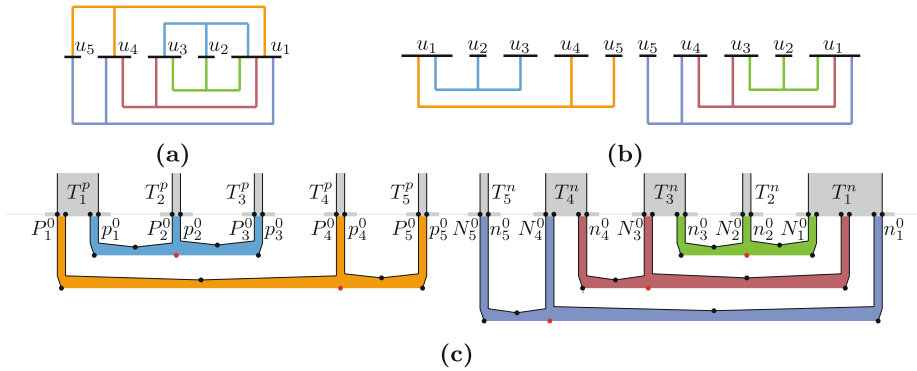 u₅ u₄ u₃ u₂ u₁
u₁ u₂ u₃ u₄ u₅ u₅ u₄ u₃ u₂ u₁
(a) (b)
T₁ᵖ T₂ᵖ T₃ᵖ T₄ᵖ T₅ᵖ T₅ⁿ T₄ⁿ T₃ⁿ T₂ⁿ T₁ⁿ
P₁⁰ p₁⁰ P₂⁰ p₂⁰ P₃⁰ p₃⁰ P₄⁰ p₄⁰ P₅⁰ p₅⁰ N₅⁰ n₅⁰ N₄⁰ n₄⁰ N₃⁰ n₃⁰ N₂⁰ n₂⁰ N₁⁰ n₁⁰
(c)